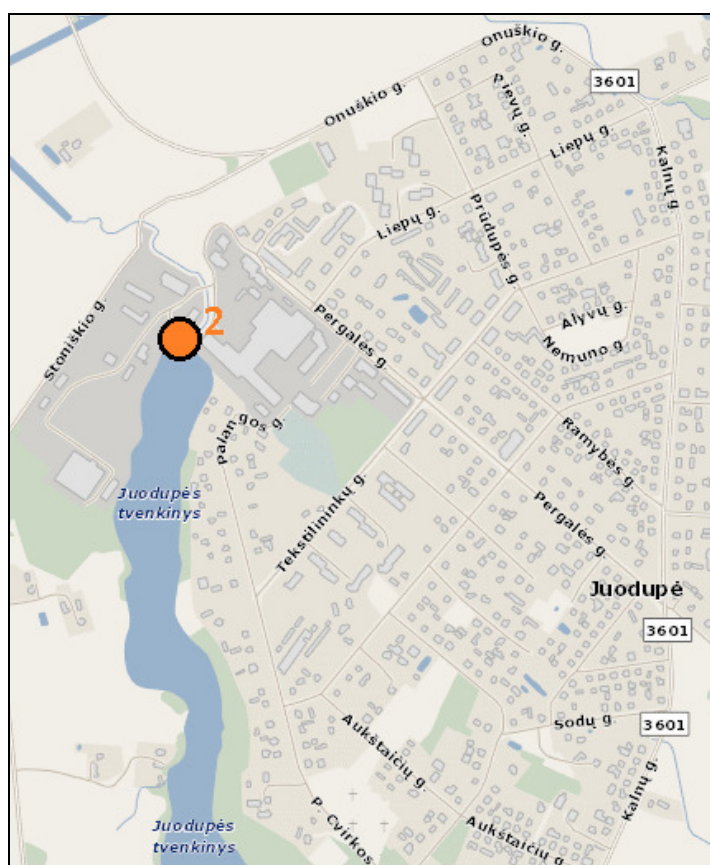 Onuškio g.
3601
Onuškio g.
Ievų g.
Liepų g.
Kalnų g.
Liepų g.
Prūdupės g.
Stoniškio g.
2
Pergalės g.
Alyvų g.
Nemuno g.
Palangos g.
Ramybės g.
Juodupės
tvenkinys
Tekstilininkų g.
Pergalės g.
Juodupė
3601
Sodų g.
3601
Aukštaičių g.
Kalnų g.
P. Cvirkos
Juodupės
tvenkinys
Aukštaičių g.